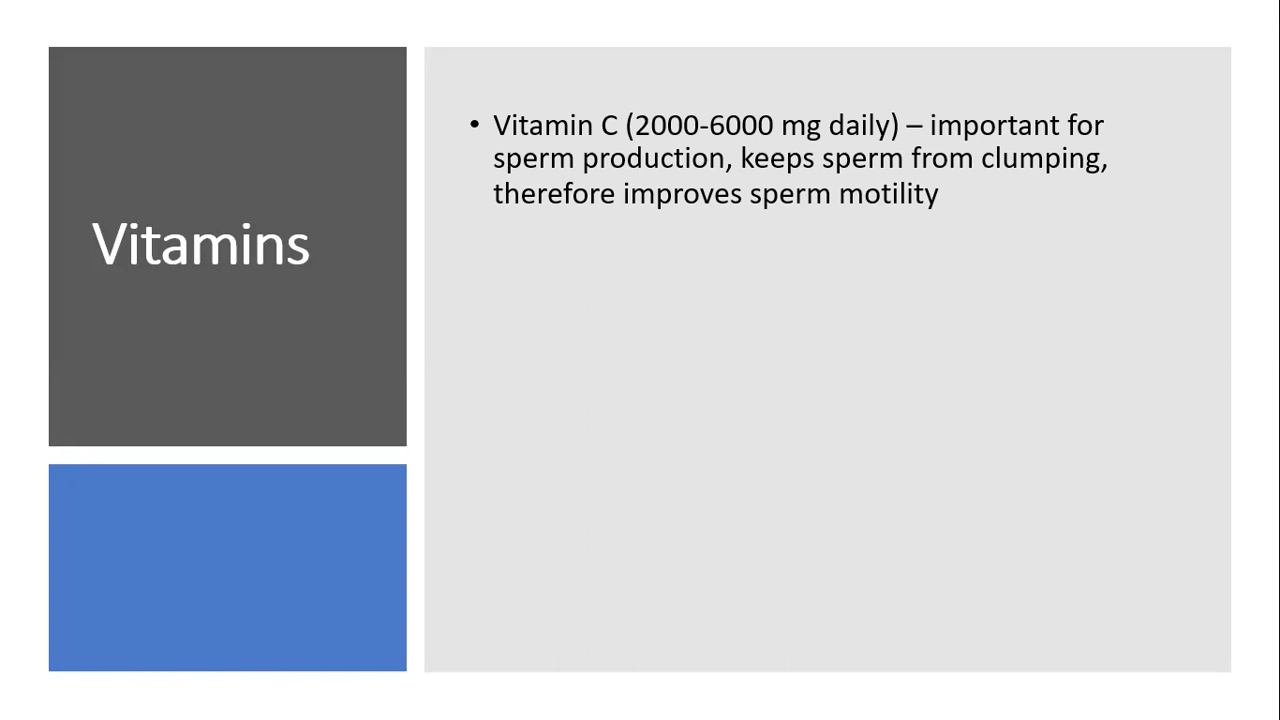 Vitamins
• Vitamin C (2000-6000 mg daily) – important for
sperm production, keeps sperm from clumping,
therefore improves sperm motility